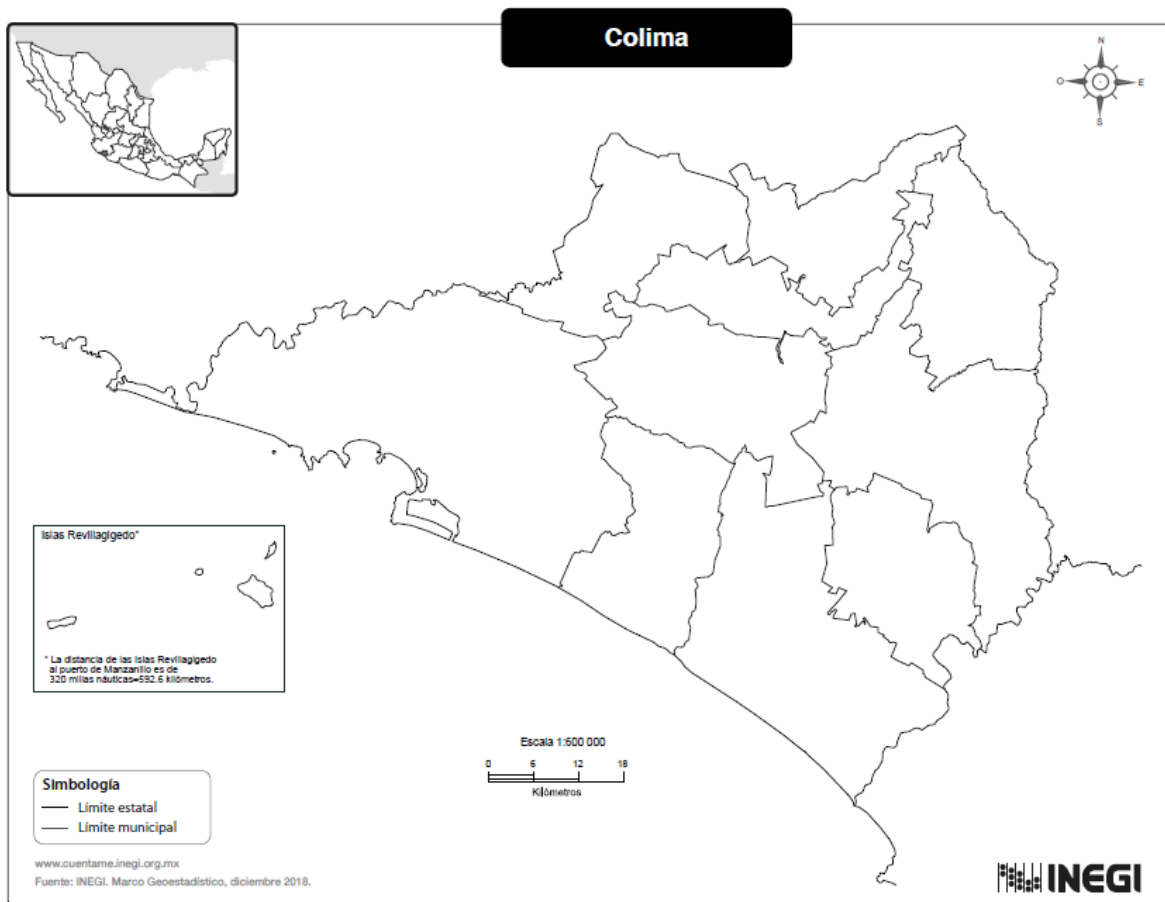 Colima
N
O
E
S
Islas Revillagigedo*
* La distancia de las Islas Revillagigedo
al puerto de Manzanillo es de
320 millas náuticas=592.6 kilómetros.
Escala 1:600 000
0 6 12 18
Kilómetros
Simbología
Límite estatal
Límite municipal
www.cuentame.inegi.org.mx
Fuente: INEGI. Marco Geoestadístico, diciembre 2018.
INEGI